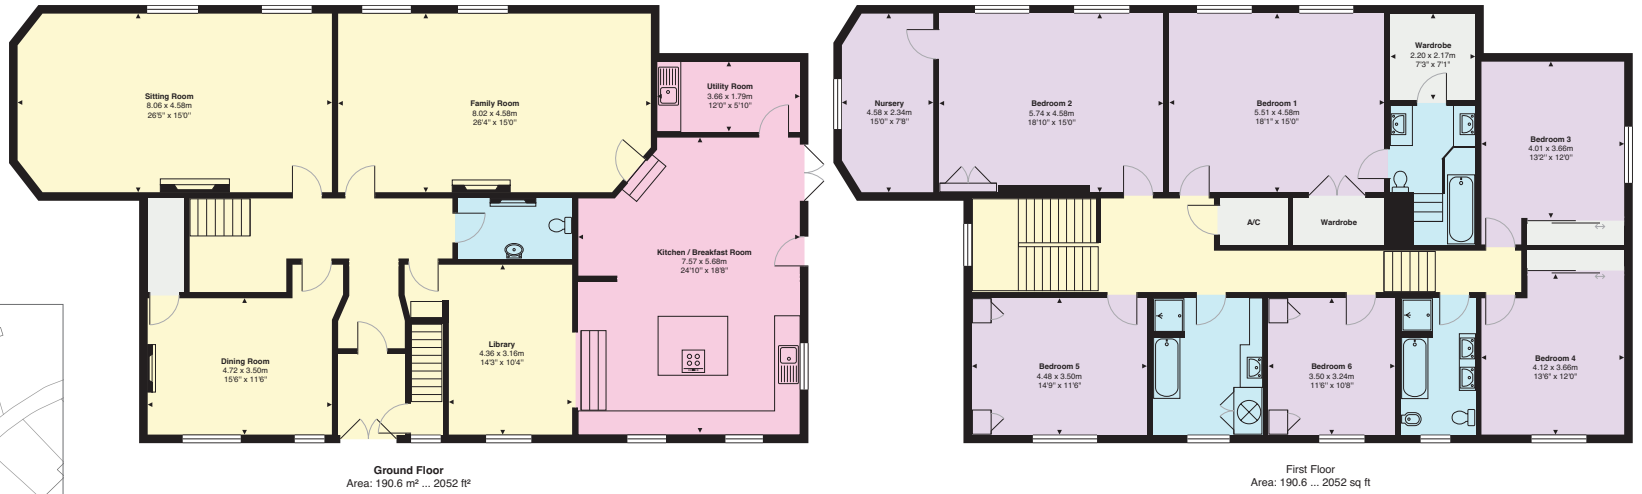 Sitting Room
8.06 x 4.58m
26'5" x 15'0"
Family Room
8.02 x 4.58m
26'4" x 15'0"
Utility Room
3.66 x 1.79m
12'0" x 5'10"
Kitchen / Breakfast Room
7.57 x 5.68m
24'10" x 18'8"
Dining Room
4.72 x 3.50m
15'6" x 11'6"
Library
4.36 x 3.16m
14'3" x 10'4"
Ground Floor
Area: 190.6 m² ... 2052 ft²
Nursery
4.58 x 2.34m
15'0" x 7'8"
Bedroom 2
5.74 x 4.58m
18'10" x 15'0"
Bedroom 1
5.51 x 4.58m
18'1" x 15'0"
Wardrobe
2.20 x 2.17m
7'3" x 7'1"
Bedroom 3
4.01 x 3.66m
13'2" x 12'0"
A/C
Wardrobe
Bedroom 5
4.48 x 3.50m
14'9" x 11'6"
Bedroom 6
3.50 x 3.24m
11'6" x 10'8"
Bedroom 4
4.12 x 3.66m
13'6" x 12'0"
First Floor
Area: 190.6 ... 2052 sq ft